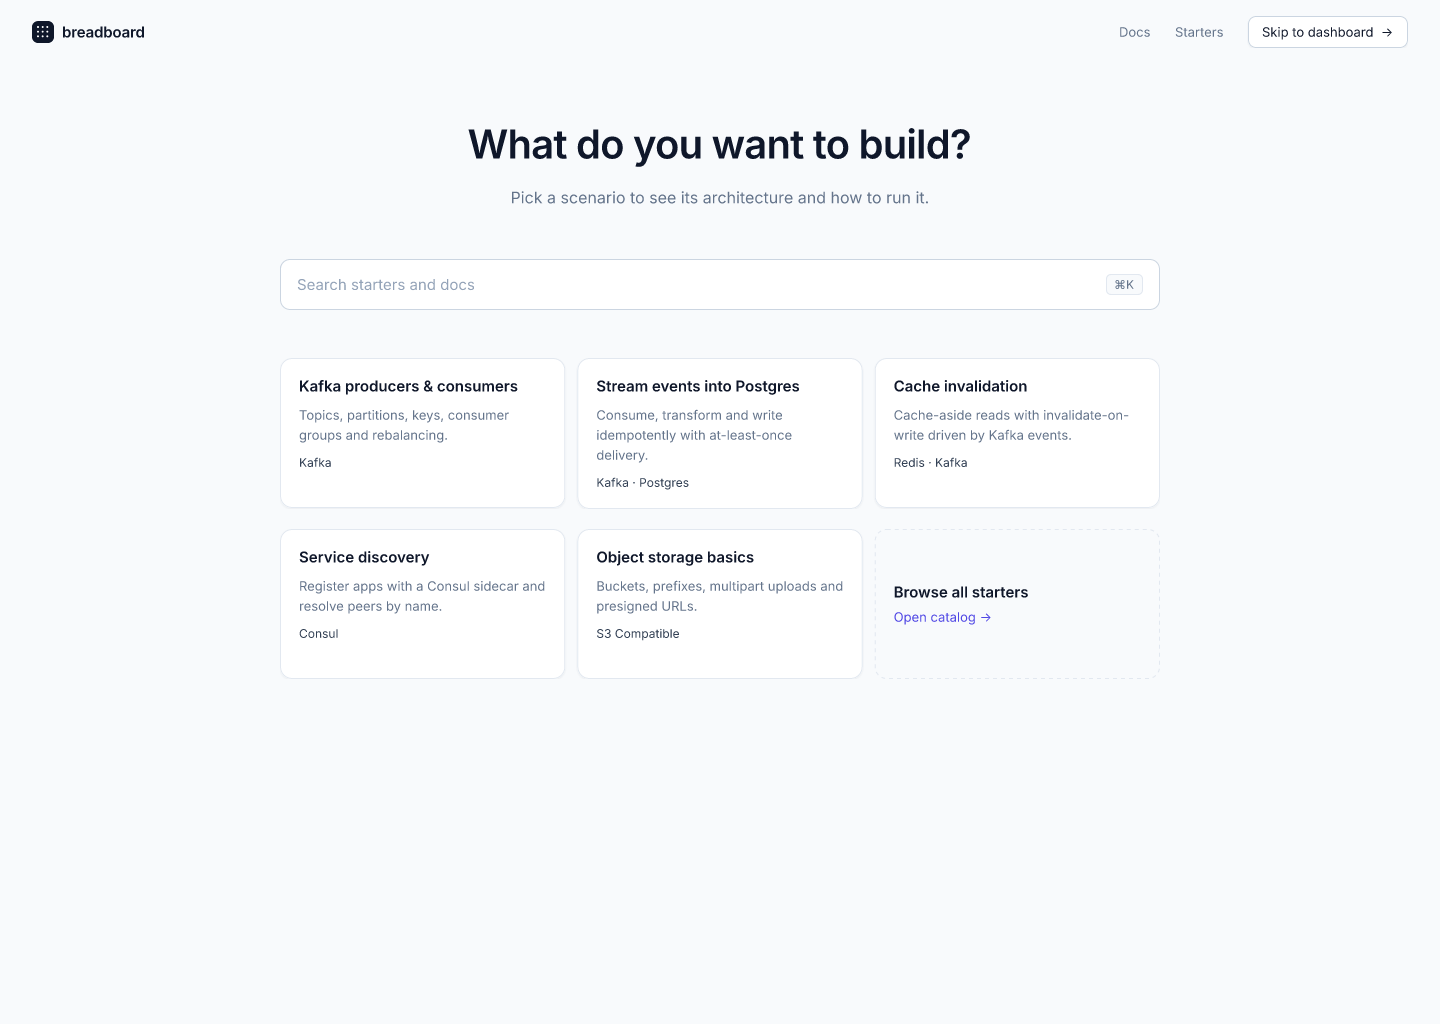 breadboard
Docs
Starters
Skip to dashboard →
What do you want to build?
Pick a scenario to see its architecture and how to run it.
Search starters and docs
⌘K
Kafka producers & consumers
Topics, partitions, keys, consumer
groups and rebalancing.
Kafka
Stream events into Postgres
Consume, transform and write
idempotently with at-least-once
delivery.
Kafka · Postgres
Cache invalidation
Cache-aside reads with invalidate-on-
write driven by Kafka events.
Redis · Kafka
Service discovery
Register apps with a Consul sidecar and
resolve peers by name.
Consul
Object storage basics
Buckets, prefixes, multipart uploads and
presigned URLs.
S3 Compatible
Browse all starters
Open catalog →